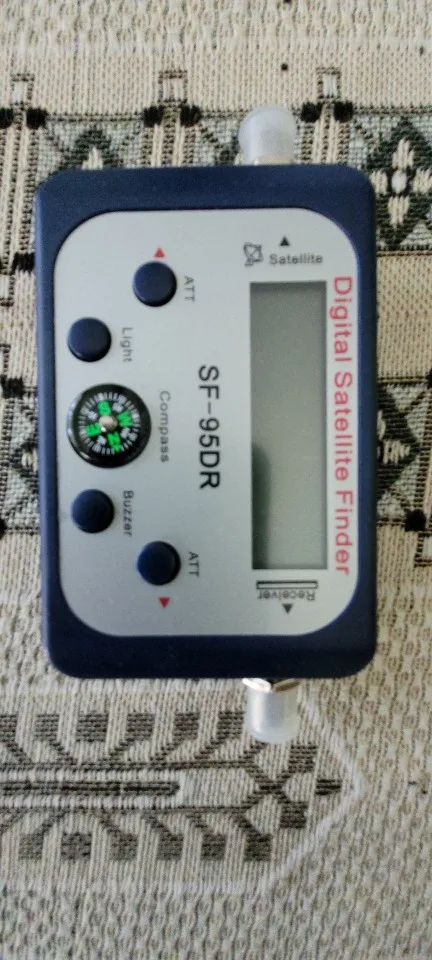 Digital Satellite Finder
Satellite
Receiver
SF-95DR
ATT
Light
Compass
Buzzer
ATT